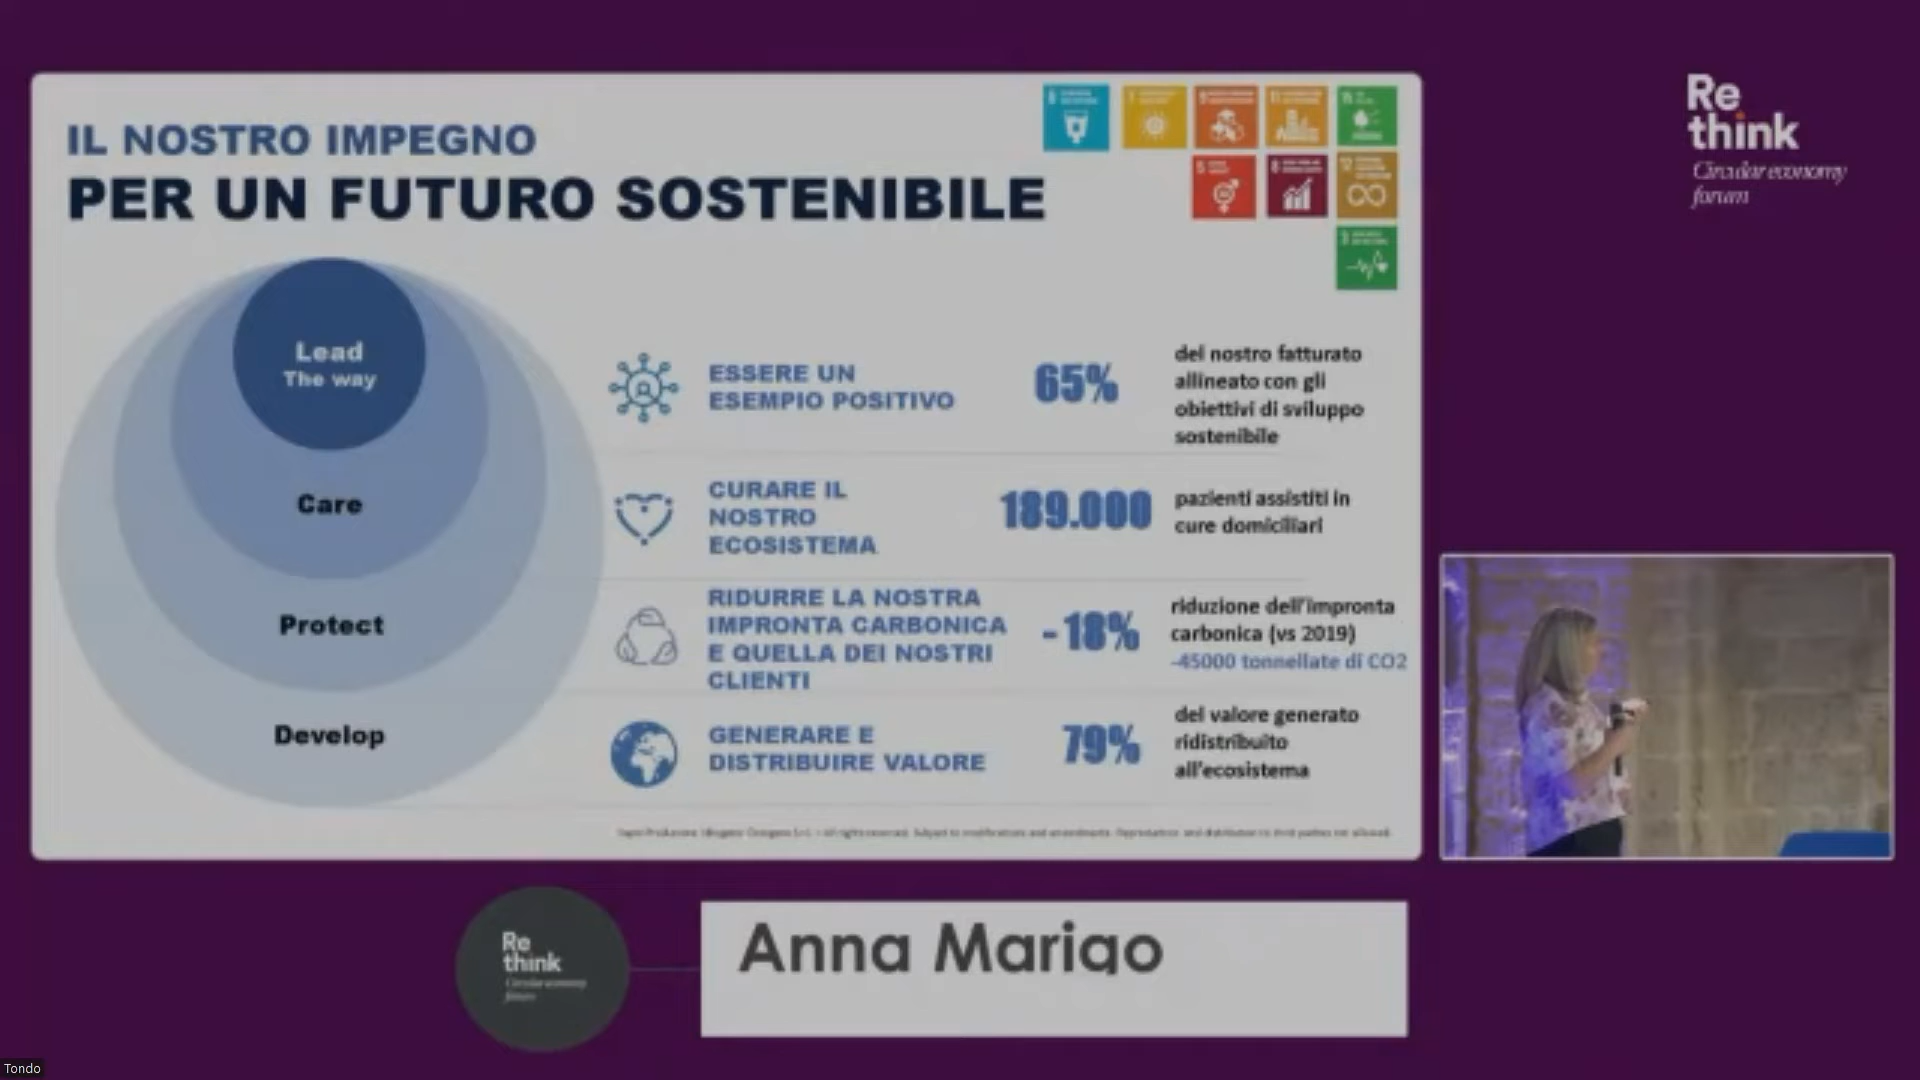 IL NOSTRO IMPEGNO
PER UN FUTURO SOSTENIBILE
Re
think
Circular economy
forum
Lead
The way
Care
Protect
Develop
ESSERE UN
ESEMPIO POSITIVO
65%
del nostro fatturato
allineato con gli
obiettivi di sviluppo
sostenibile
CURARE IL
NOSTRO
ECOSISTEMA
189.000
pazienti assistiti in
cure domiciliari
RIDURRE LA NOSTRA
IMPRONTA CARBONICA
E QUELLA DEI NOSTRI
CLIENTI
-18%
riduzione dell'impronta
carbonica (vs 2019)
-45000 tonnellate di CO2
GENERARE E
DISTRIBUIRE VALORE
79%
del valore generato
ridistribuito
all'ecosistema
Re
think
Circular economy
forum
Anna Marigo
Tondo